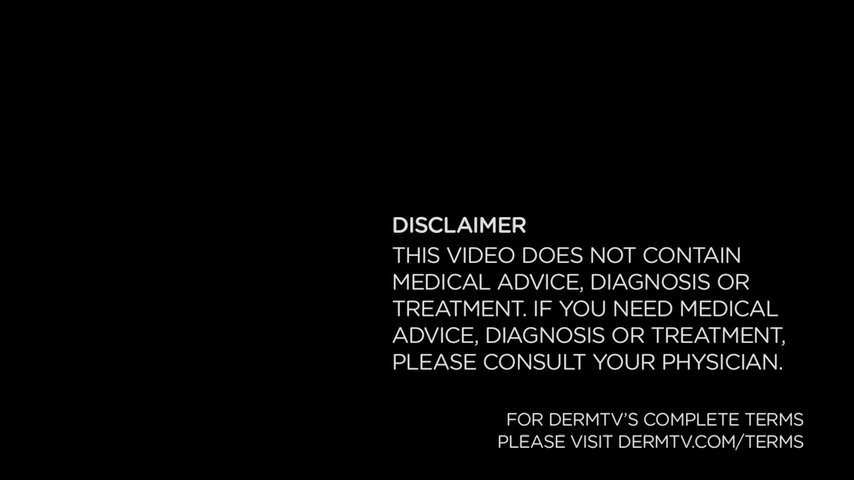 DISCLAIMER
THIS VIDEO DOES NOT CONTAIN
MEDICAL ADVICE, DIAGNOSIS OR
TREATMENT. IF YOU NEED MEDICAL
ADVICE, DIAGNOSIS OR TREATMENT,
PLEASE CONSULT YOUR PHYSICIAN.
FOR DERMTV'S COMPLETE TERMS
PLEASE VISIT DERMTV.COM/TERMS